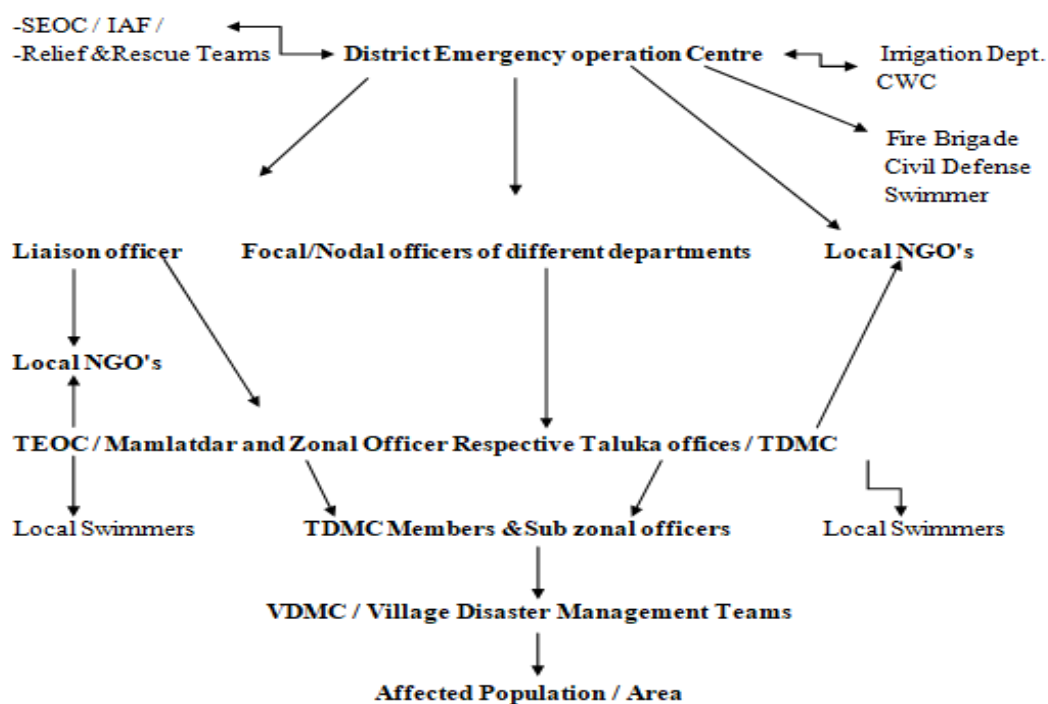 -SEOC / IAF /
-Relief &Rescue Teams
District Emergency operation Centre
Irrigation Dept.
CWC
Fire Brigade
Civil Defense
Swimmer
Liaison officer
Focal/Nodal officers of different departments
Local NGO's
Local NGO's
TEOC / Mamlatdar and Zonal Officer Respective Taluka offices / TDMC
Local Swimmers
TDMC Members & Sub zonal officers
Local Swimmers
VDMC / Village Disaster Management Teams
Affected Population / Area